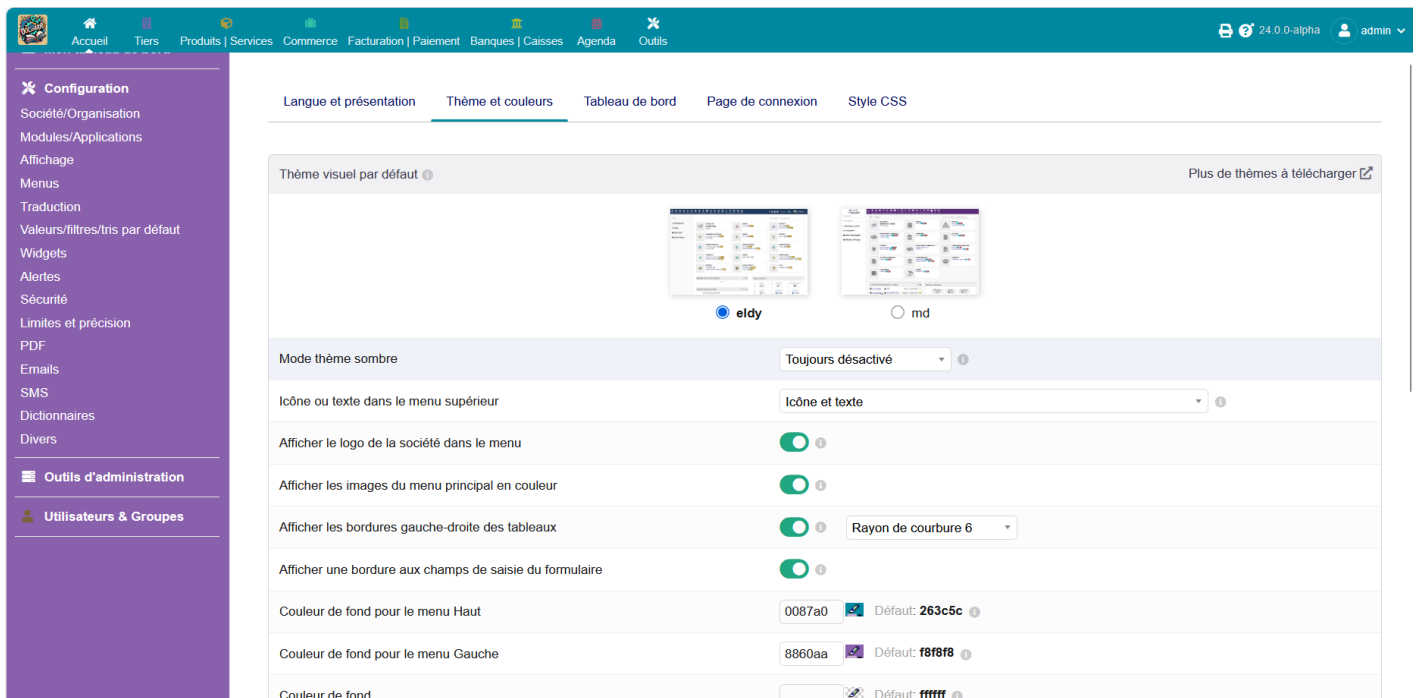 Accueil
Tiers
Produits | Services
Commerce
Facturation | Paiement
Banques | Caisses
Agenda
Outils
24.0.0-alpha
admin
Configuration
Société/Organisation
Modules/Applications
Affichage
Menus
Traduction
Valeurs/filtres/tris par défaut
Widgets
Alertes
Sécurité
Limites et précision
PDF
Emails
SMS
Dictionnaires
Divers
Outils d'administration
Utilisateurs & Groupes
Langue et présentation
Thème et couleurs
Tableau de bord
Page de connexion
Style CSS
Thème visuel par défaut
Plus de thèmes à télécharger
eldy
md
Mode thème sombre
Toujours désactivé
Icône ou texte dans le menu supérieur
Icône et texte
Afficher le logo de la société dans le menu
Afficher les images du menu principal en couleur
Afficher les bordures gauche-droite des tableaux
Rayon de courbure 6
Afficher une bordure aux champs de saisie du formulaire
Couleur de fond pour le menu Haut
0087a0
Défaut: 263c5c
Couleur de fond pour le menu Gauche
8860aa
Défaut: f8f8f8
Couleur de fond
Défaut: ffffff